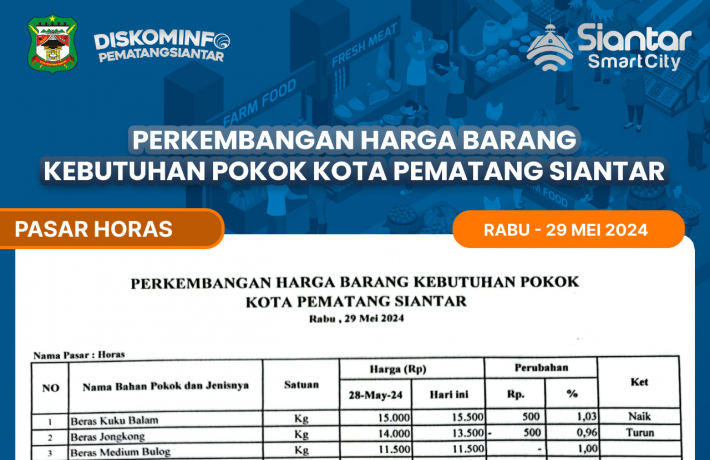 DISKOMINFO
PEMATANGSIANTAR
Siantar
SmartCity
FARM FOOD
FRESH MEAT
FARM FOOD
PERKEMBANGAN HARGA BARANG
KEBUTUHAN POKOK KOTA PEMATANG SIANTAR
PASAR HORAS
RABU - 29 MEI 2024
PERKEMBANGAN HARGA BARANG KEBUTUHAN POKOK
KOTA PEMATANG SIANTAR
Rabu , 29 Mei 2024
Nama Pasar : Horas
NO Nama Bahan Pokok dan Jenisnya Satuan Harga (Rp) Perubahan Ket
28-May-24 Hari ini Rp. %
1 Beras Kuku Balam Kg 15.000 15.500 500 1,03 Naik
2 Beras Jongkong Kg 14.000 13.500 - 500 0,96 Turun
3 Beras Medium Bulog Kg 11.500 11.500 - 1,00